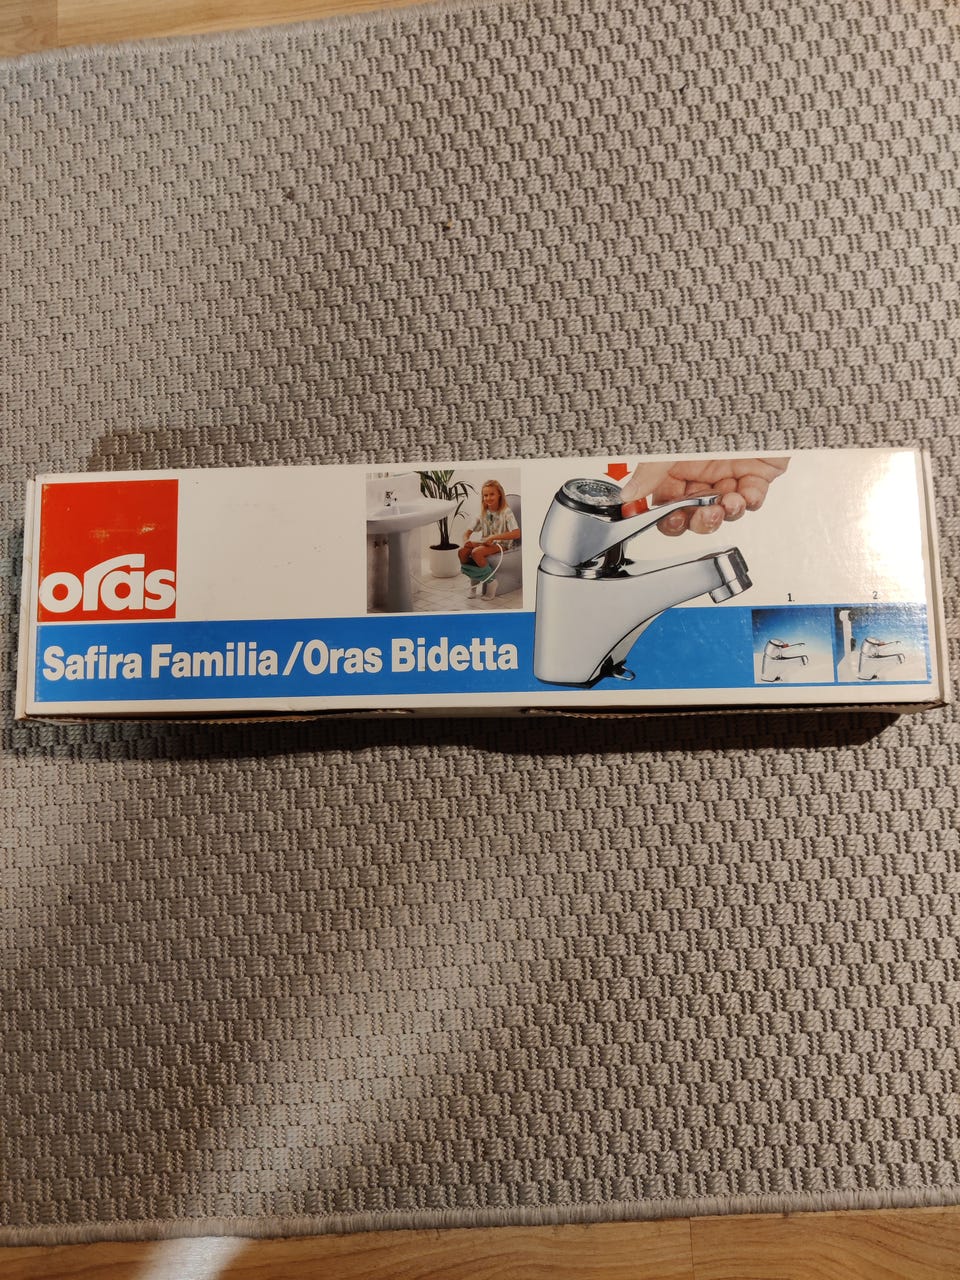 oras
Safira Familia/Oras Bidetta
1.
2.